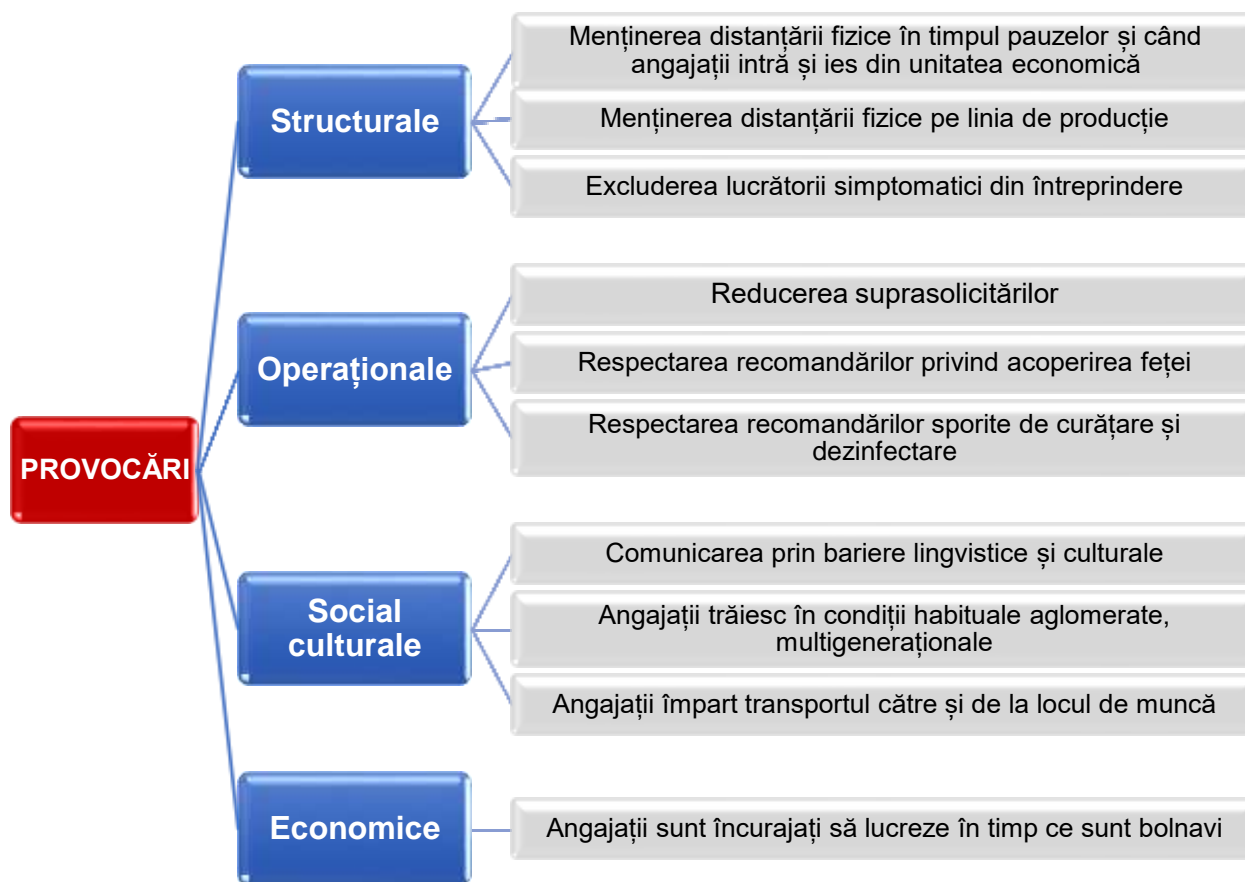 PROVOCĂRI
Structurale
Menținerea distanțării fizice în timpul pauzelor și când
angajații intră și ies din unitatea economică
Menținerea distanțării fizice pe linia de producție
Excluderea lucrătorii simptomatici din întreprindere
Operaționale
Reducerea suprasolicitărilor
Respectarea recomandărilor privind acoperirea feței
Respectarea recomandărilor sporite de curățare și
dezinfectare
Social
culturale
Comunicarea prin bariere lingvistice și culturale
Angajații trăiesc în condiții habituale aglomerate,
multigeneraționale
Angajații împart transportul către și de la locul de muncă
Economice
Angajații sunt încurajați să lucreze în timp ce sunt bolnavi